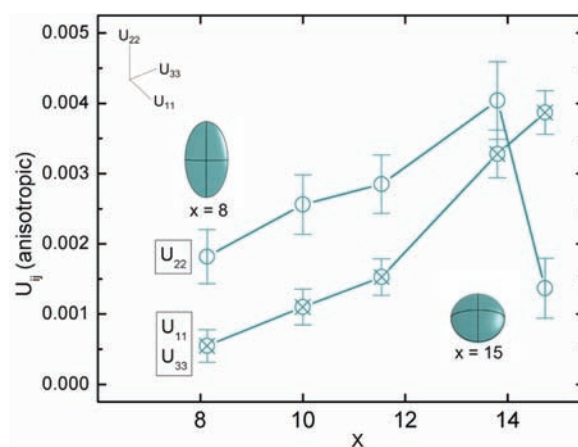 0.005
0.004
0.003
0.002
0.001
0.000
U_ij (anisotropic)
U22
U33
U11
x = 8
U22
U11
U33
x = 15
8
10
12
14
X